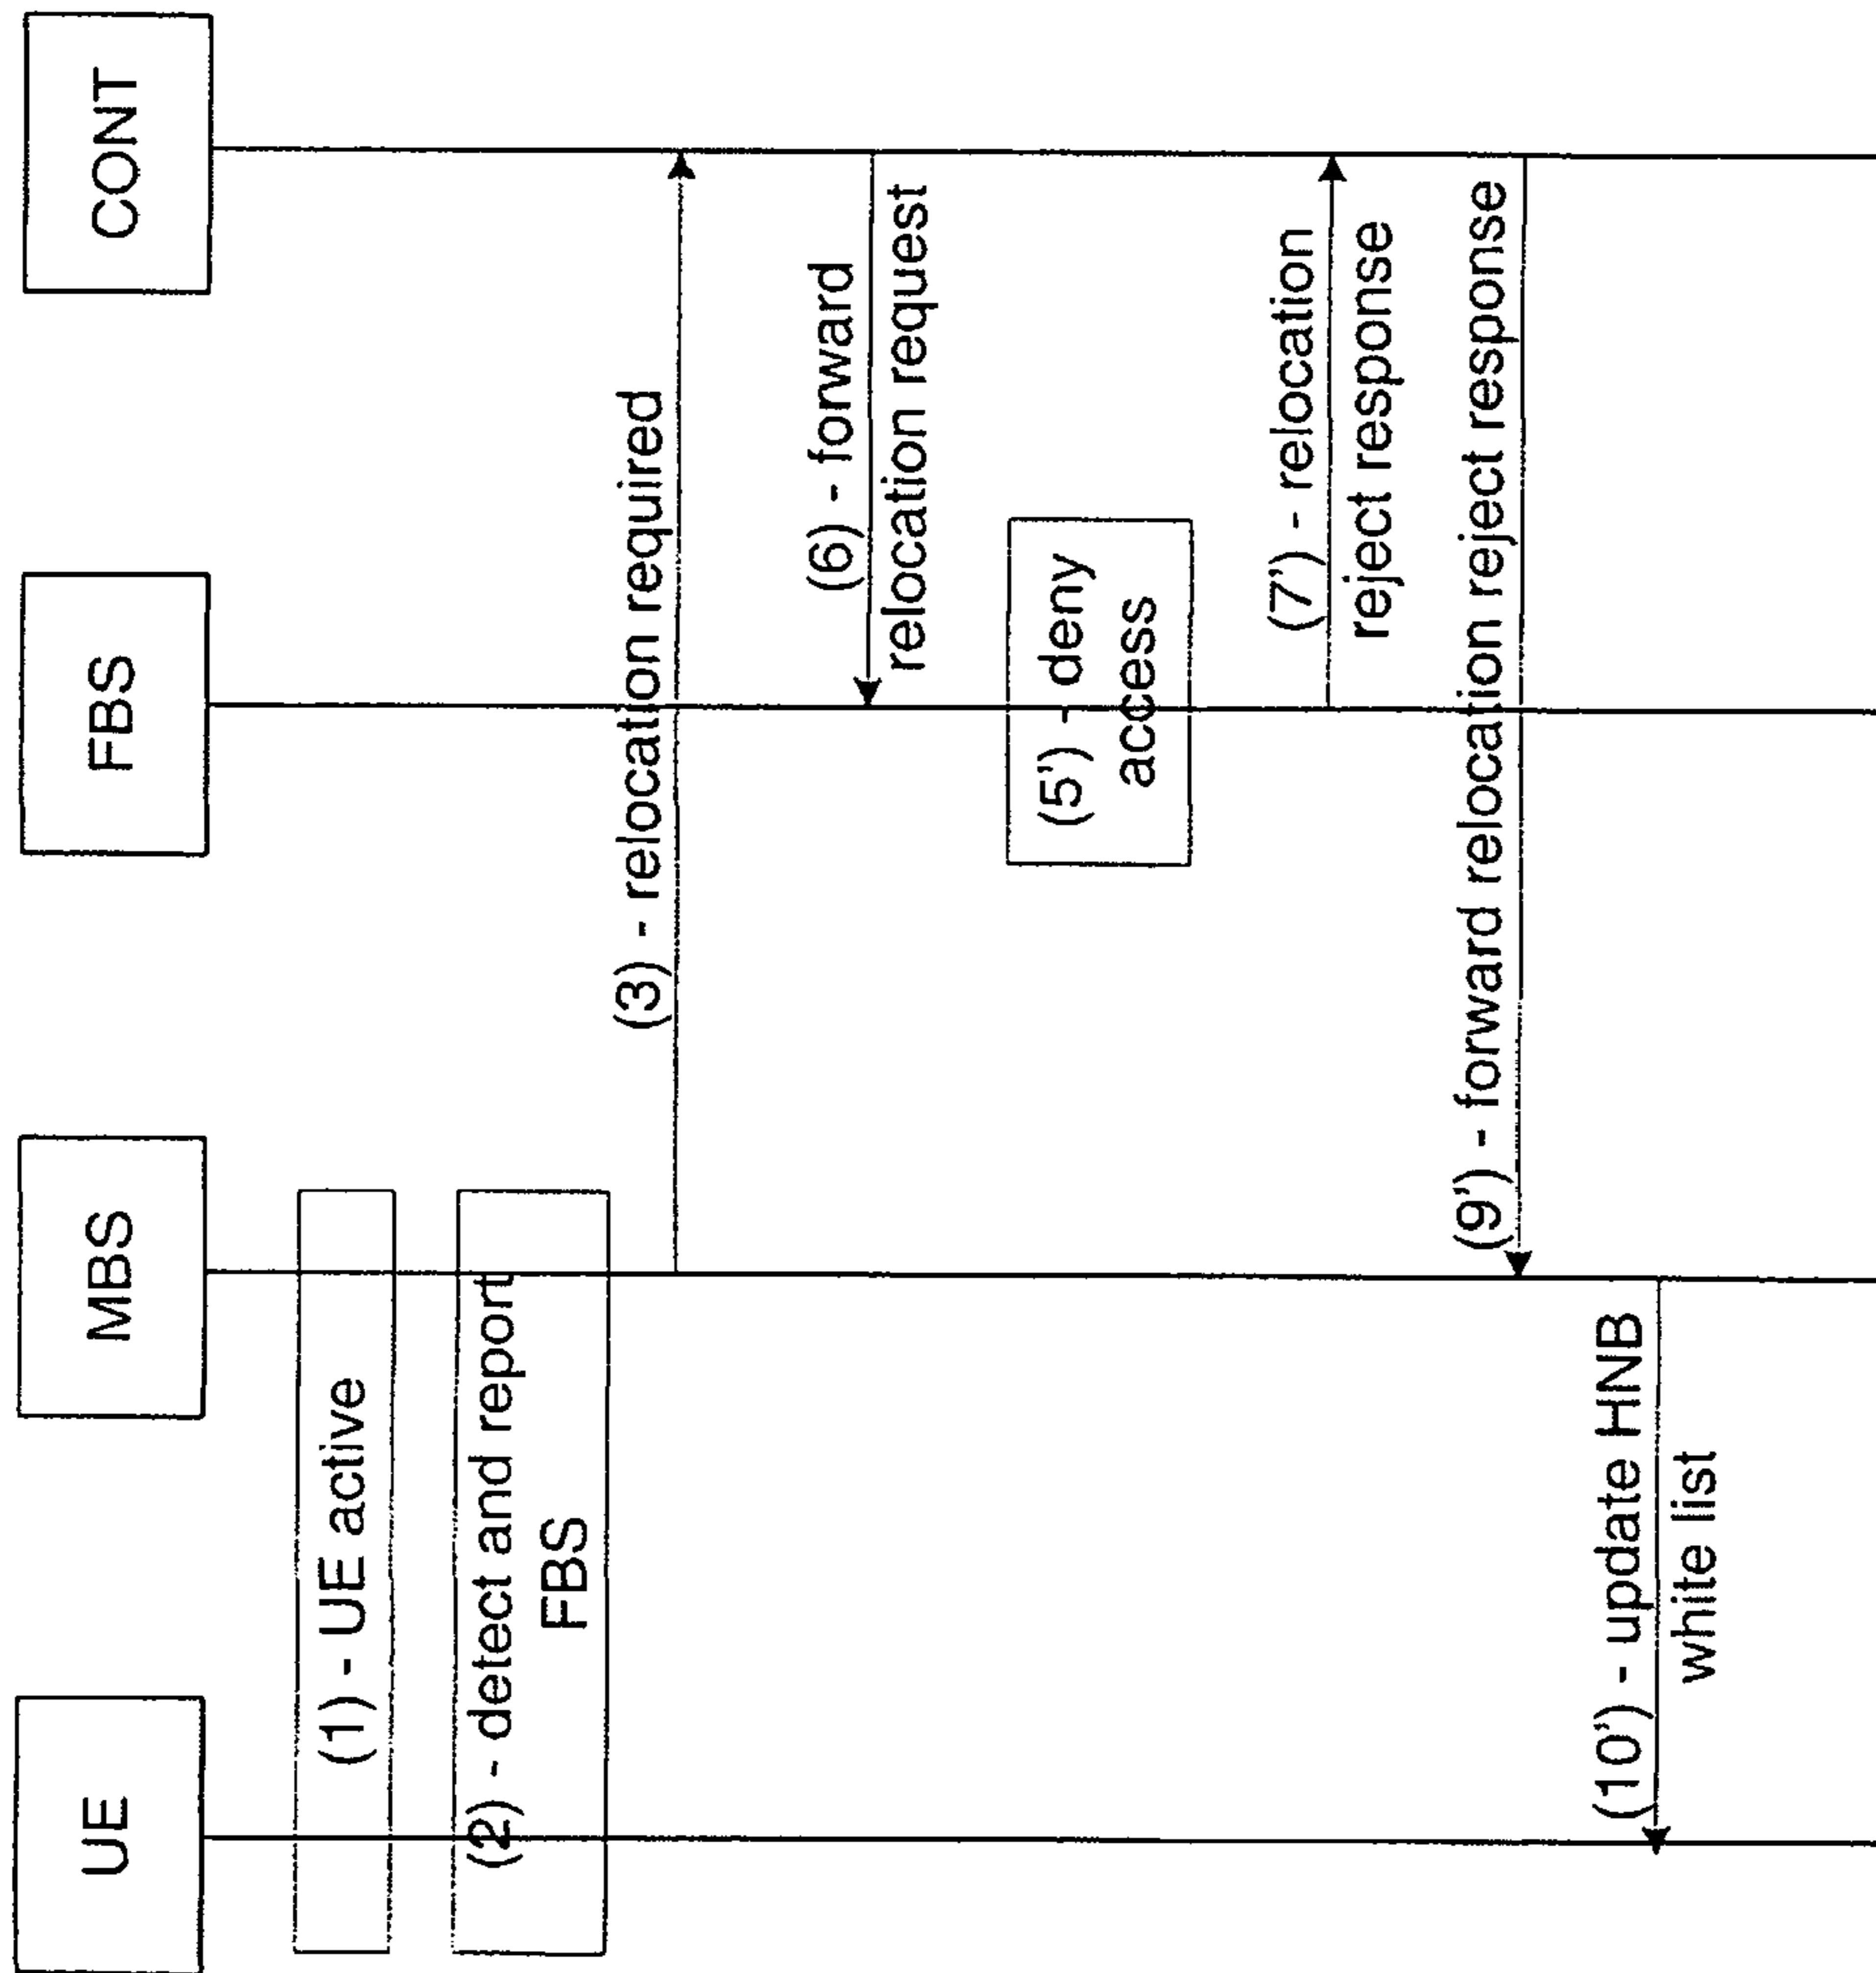 UE
MBS
FBS
CONT
(1) - UE active
(2) - detect and report
FBS
(3) - relocation required
(6) - forward
relocation request
(5') - deny
access
(7') - relocation
reject response
(9') - forward relocation reject response
(10') - update HNB
white list